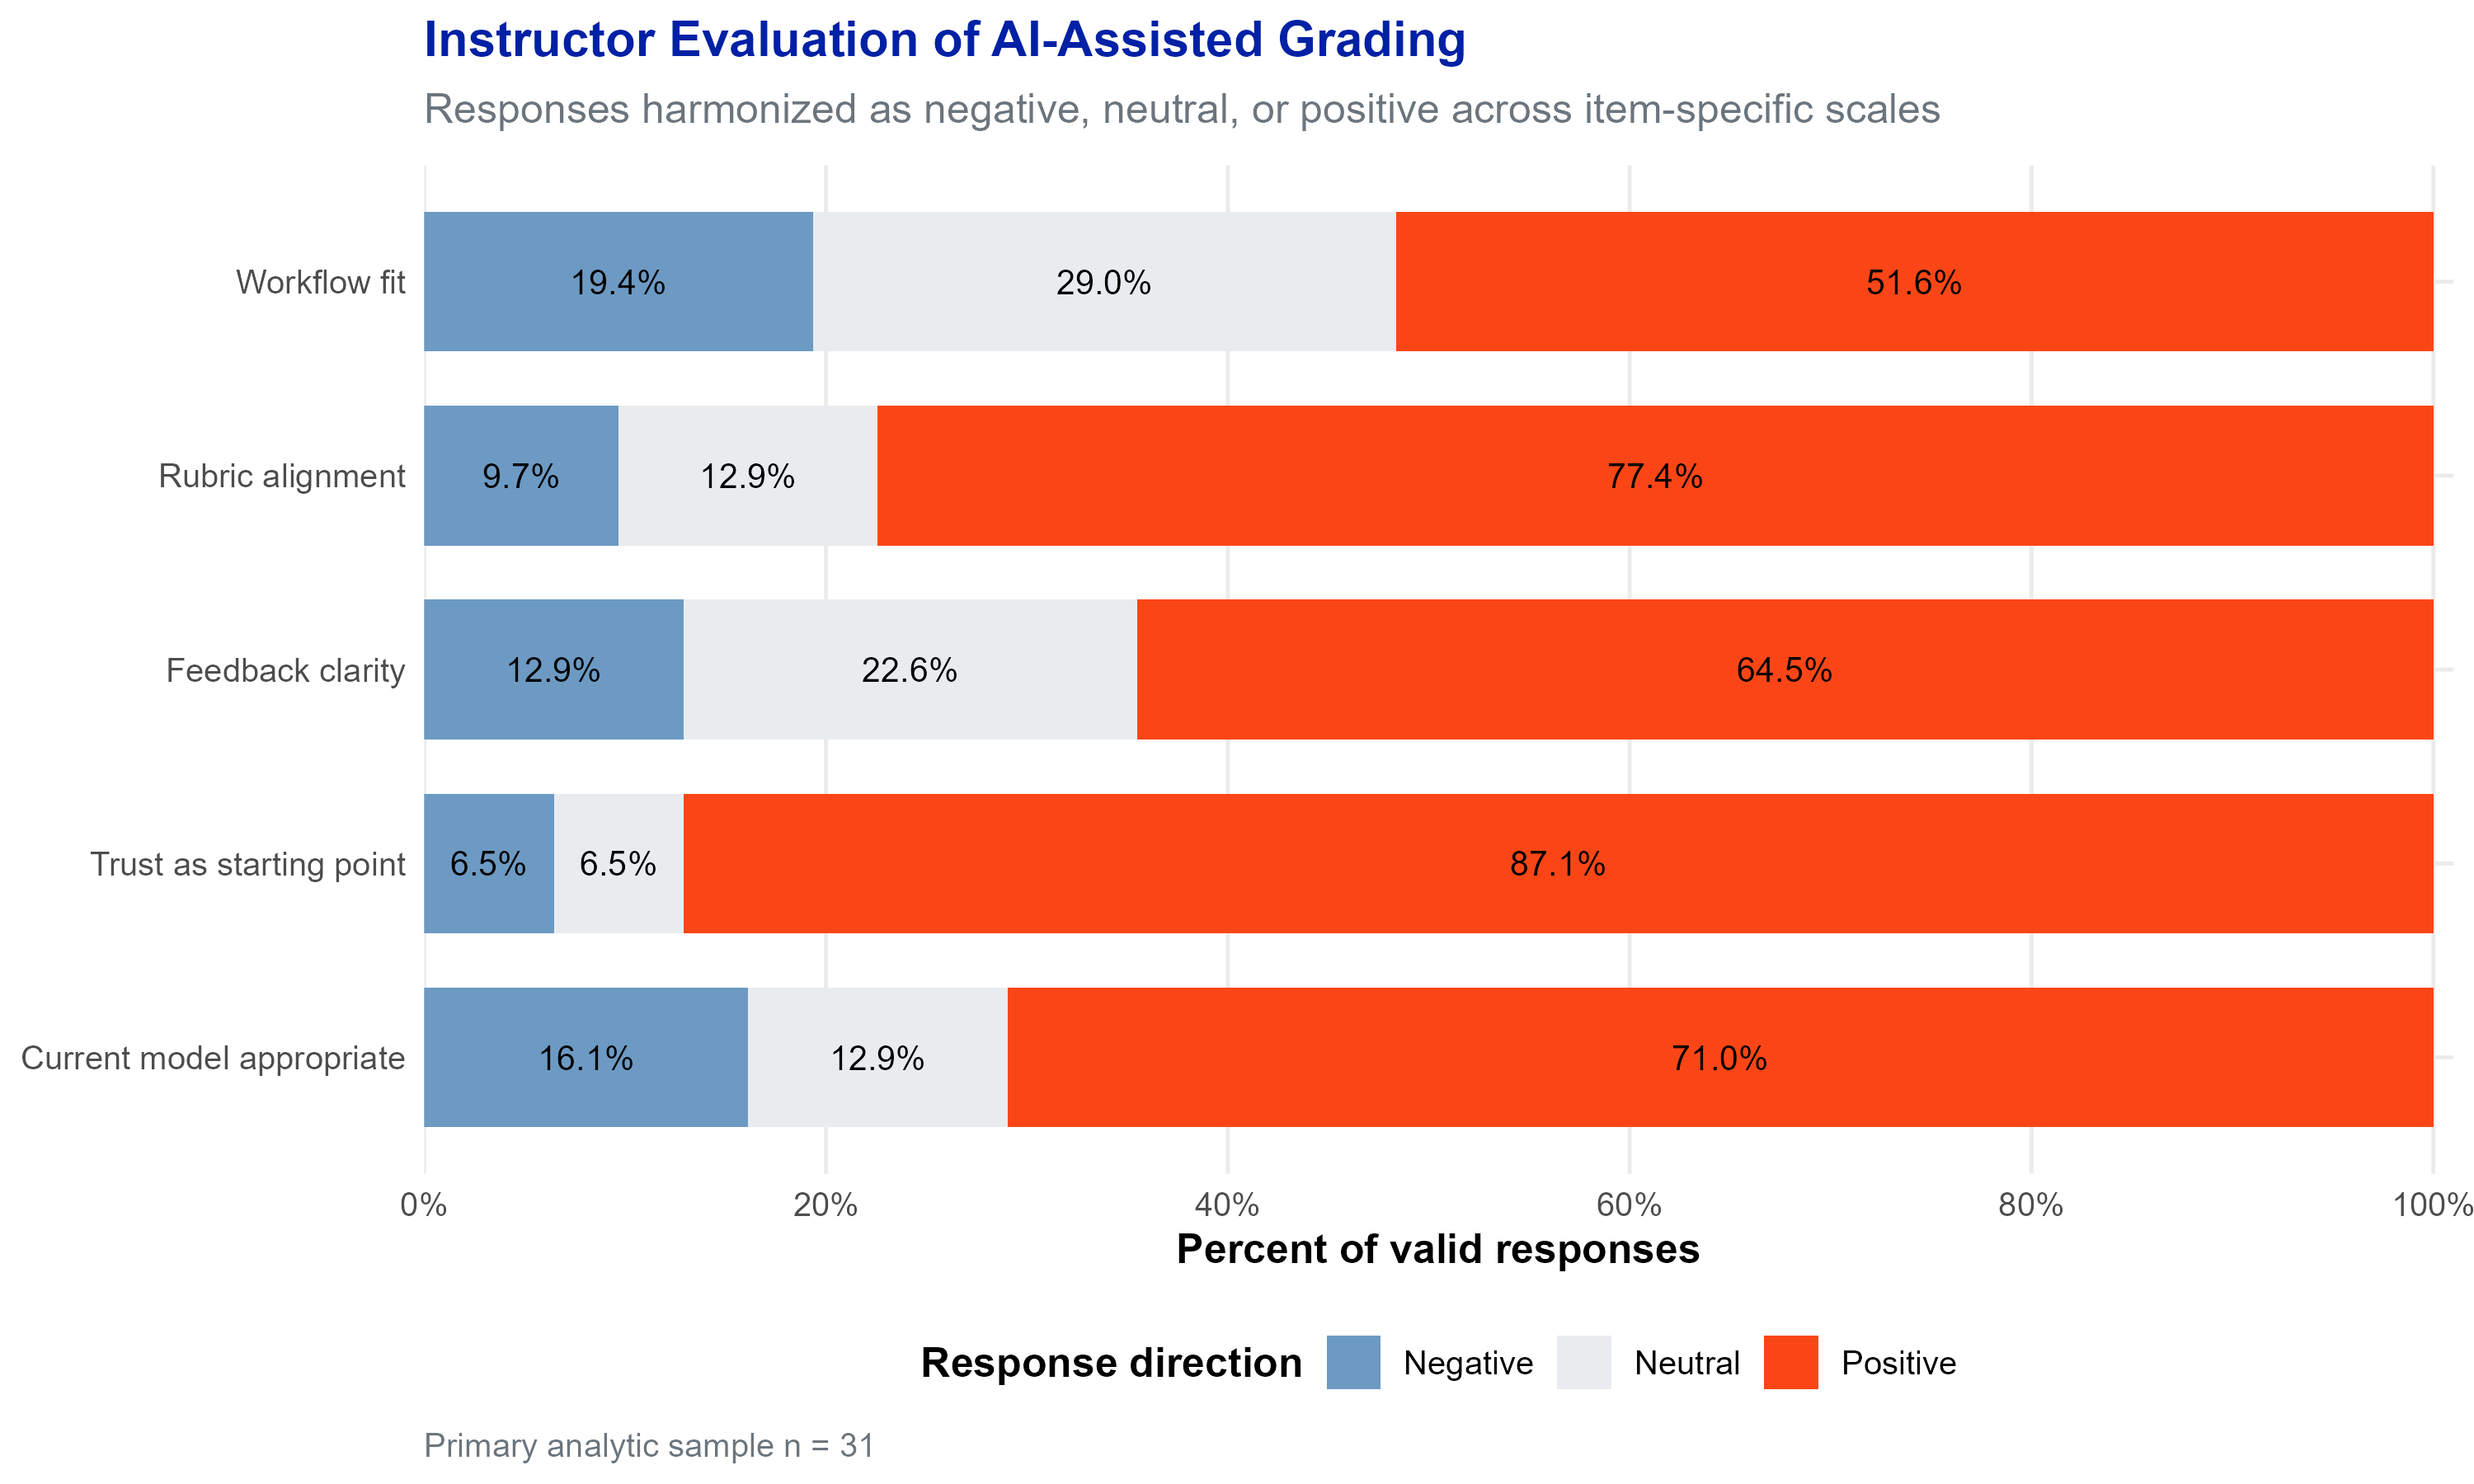 Instructor Evaluation of AI-Assisted Grading
Responses harmonized as negative, neutral, or positive across item-specific scales
Workflow fit
19.4%
29.0%
51.6%
Rubric alignment
9.7%
12.9%
77.4%
Feedback clarity
12.9%
22.6%
64.5%
Trust as starting point
6.5%
6.5%
87.1%
Current model appropriate
16.1%
12.9%
71.0%
0%
20%
40%
60%
80%
100%
Percent of valid responses
Response direction
Negative
Neutral
Positive
Primary analytic sample n = 31